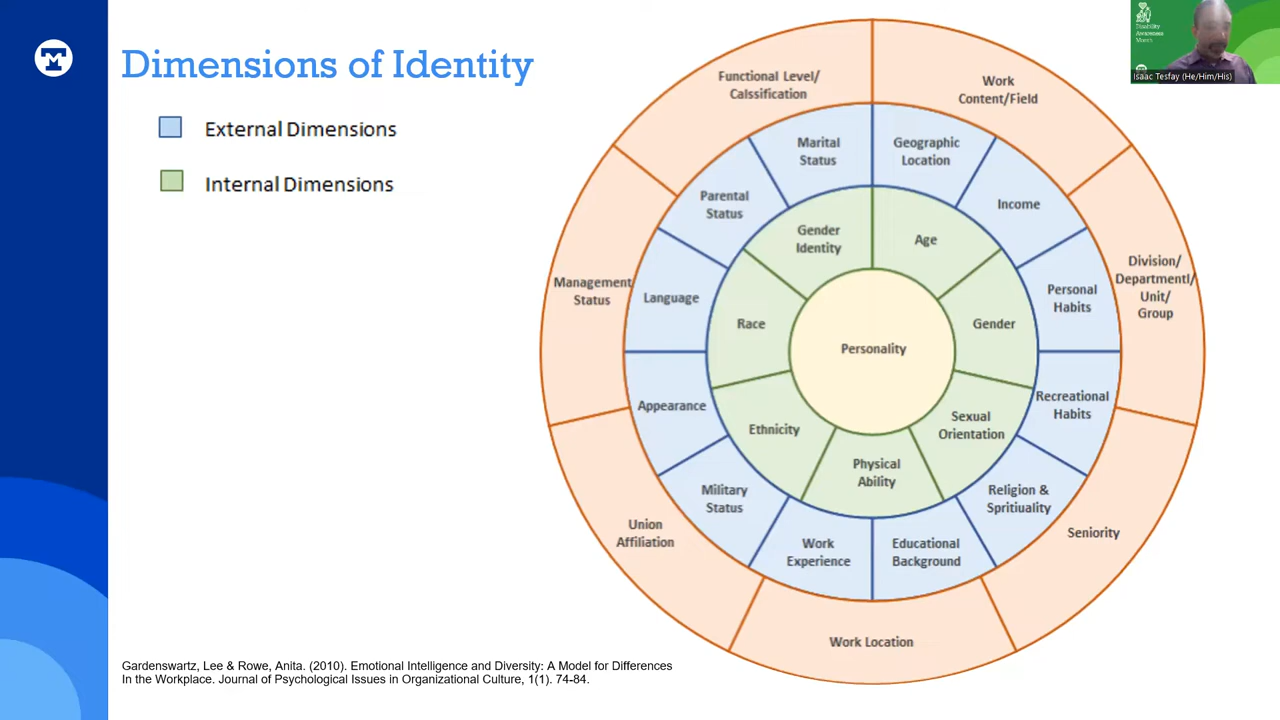 Dimensions of Identity
External Dimensions
Internal Dimensions
Functional Level/
Calssification
Work
Content/Field
Division/
Departmentl/
Unit/
Group
Seniority
Work Location
Union
Affiliation
Management
Status
Marital
Status
Geographic
Location
Income
Personal
Habits
Recreational
Habits
Religion &
Spritiuality
Educational
Background
Work
Experience
Military
Status
Appearance
Language
Parental
Status
Gender
Identity
Age
Gender
Sexual
Orientation
Physical
Ability
Ethnicity
Race
Personality
Gardenswartz, Lee & Rowe, Anita. (2010). Emotional Intelligence and Diversity: A Model for Differences
In the Workplace. Journal of Psychological Issues in Organizational Culture, 1(1). 74-84.
Disability
Awareness
Month
Isaac Tesfay (He/Him/His)
M